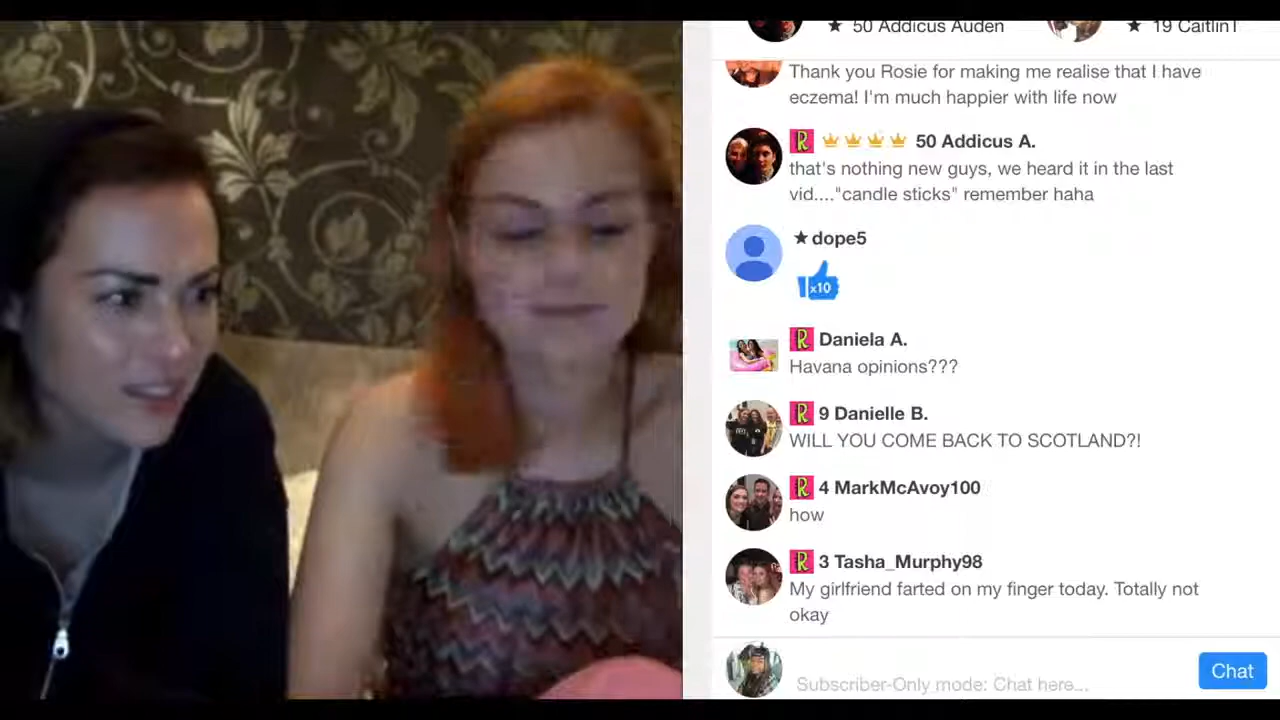 ★ 50 Addicus Auden ★ 19 CaitlinT
Thank you Rosie for making me realise that I have
eczema! I'm much happier with life now
R 50 Addicus A.
that's nothing new guys, we heard it in the last
vid...."candle sticks" remember haha
★ dope5
x10
R Daniela A.
Havana opinions???
R 9 Danielle B.
WILL YOU COME BACK TO SCOTLAND?!
R 4 MarkMcAvoy100
how
R 3 Tasha_Murphy98
My girlfriend farted on my finger today. Totally not
okay
Subscriber-Only mode: Chat here...
Chat